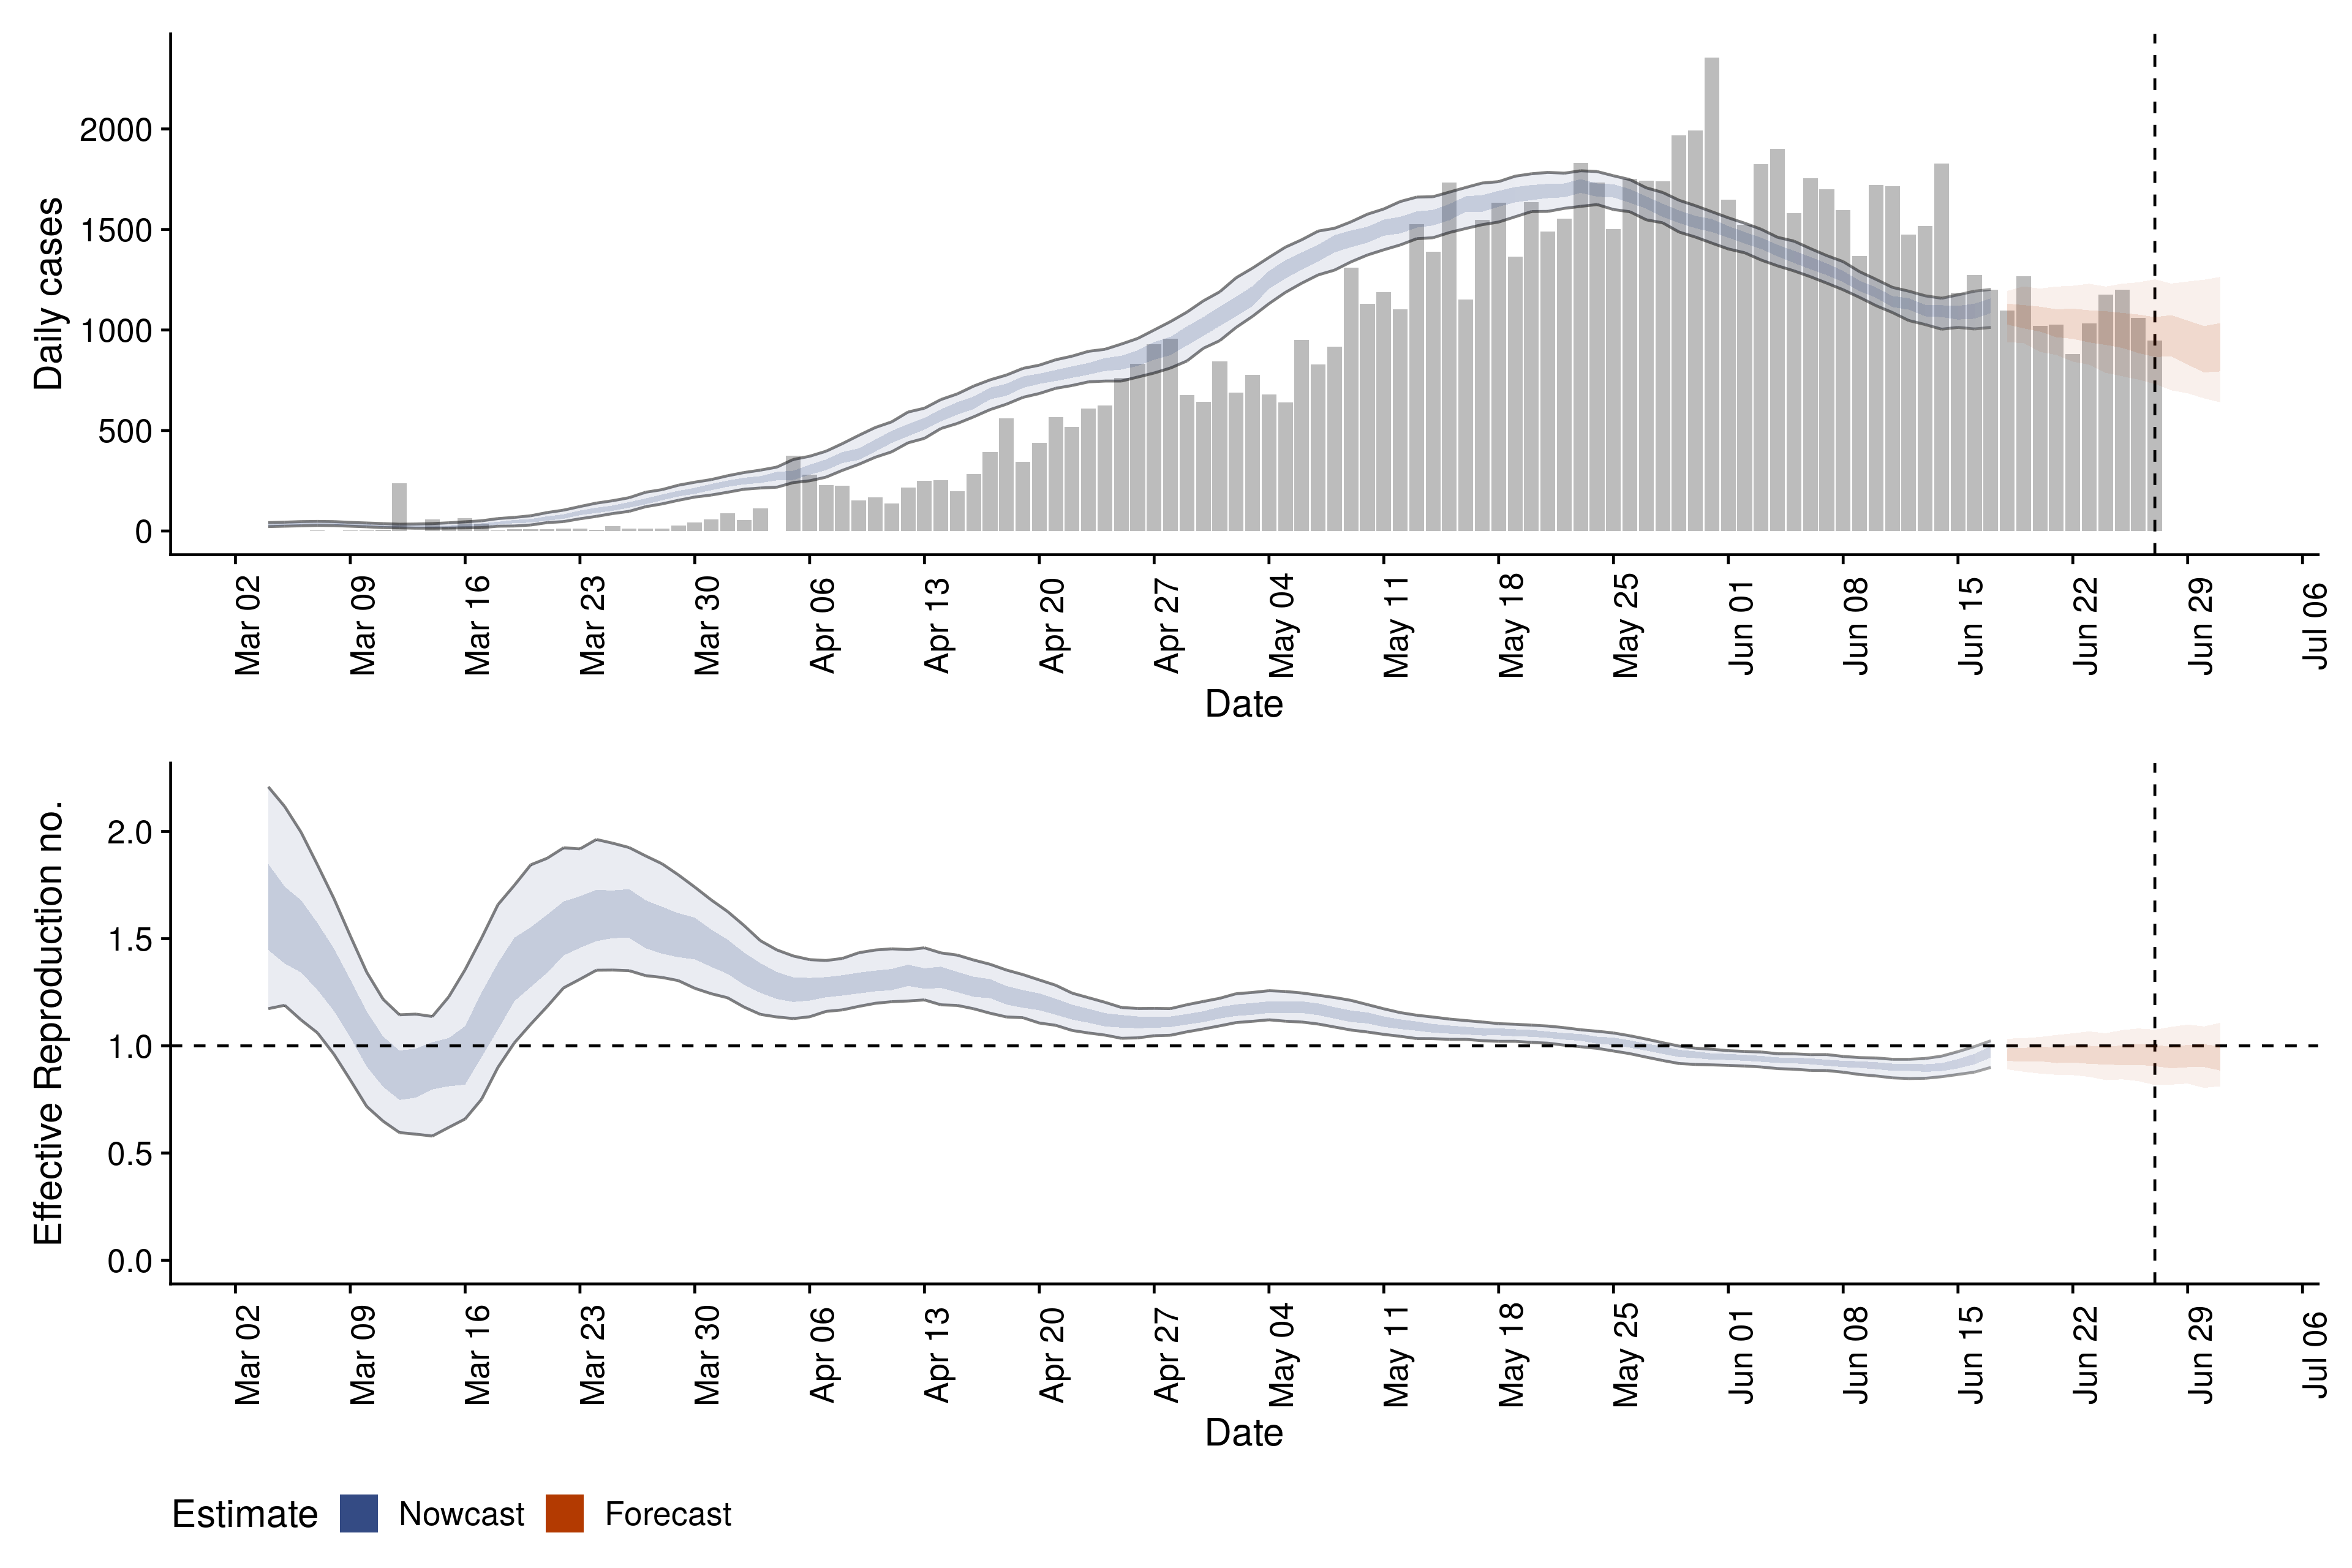 Daily cases
2000
1500
1000
500
0
Mar 02 Mar 09 Mar 16 Mar 23 Mar 30 Apr 06 Apr 13 Apr 20 Apr 27 May 04 May 11 May 18 May 25 Jun 01 Jun 08 Jun 15 Jun 22 Jun 29 Jul 06
Date
Effective Reproduction no.
2.0
1.5
1.0
0.5
0.0
Mar 02 Mar 09 Mar 16 Mar 23 Mar 30 Apr 06 Apr 13 Apr 20 Apr 27 May 04 May 11 May 18 May 25 Jun 01 Jun 08 Jun 15 Jun 22 Jun 29 Jul 06
Date
Estimate Nowcast Forecast